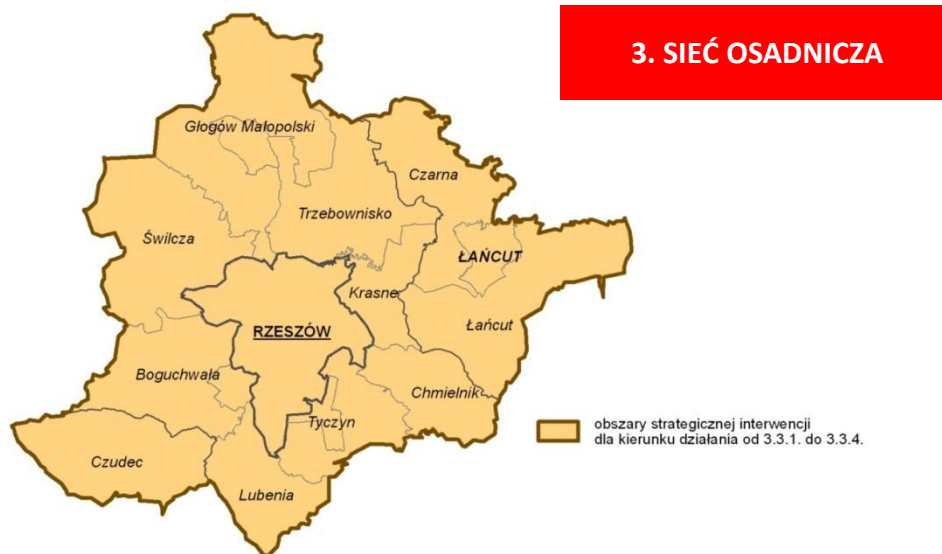 3. SIEĆ OSADNICZA
Głogów Małopolski
Czarna
Trzebownisko
Świlcza
ŁAŃCUT
Krasne
Łańcut
RZESZÓW
Boguchwała
Chmielnik
Tyczyn
Czudec
Lubenia
obszary strategicznej interwencji
dla kierunku działania od 3.3.1. do 3.3.4.